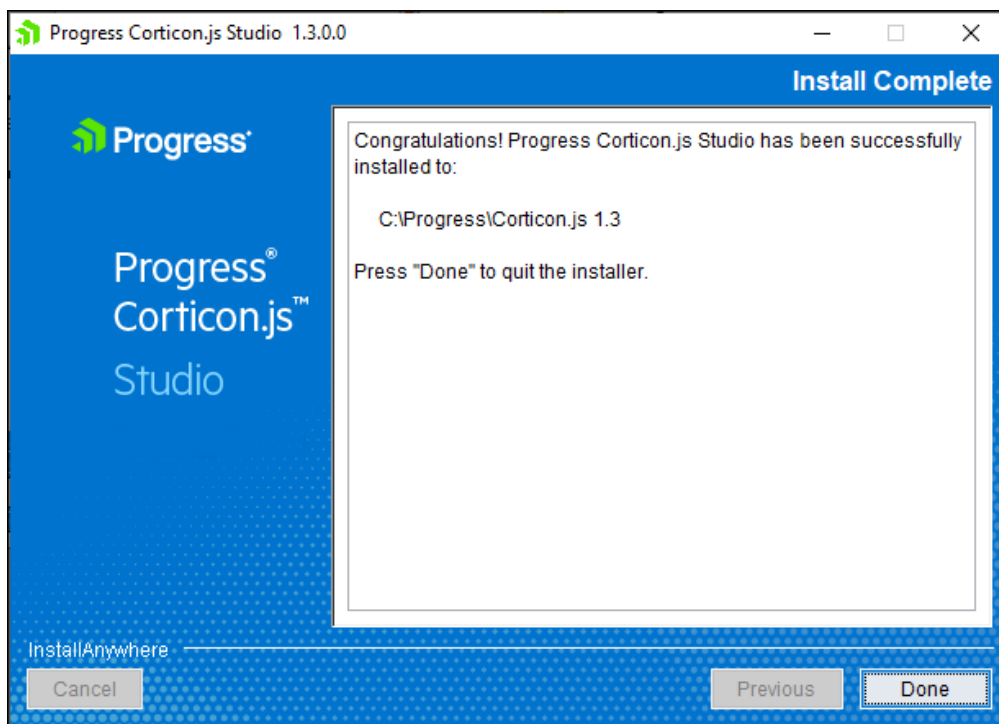 Progress Corticon.js Studio 1.3.0.0
Install Complete
Progress
Progress®
Corticon.js™
Studio
Congratulations! Progress Corticon.js Studio has been successfully
installed to:
C:\Progress\Corticon.js 1.3
Press "Done" to quit the installer.
InstallAnywhere
Cancel
Previous
Done